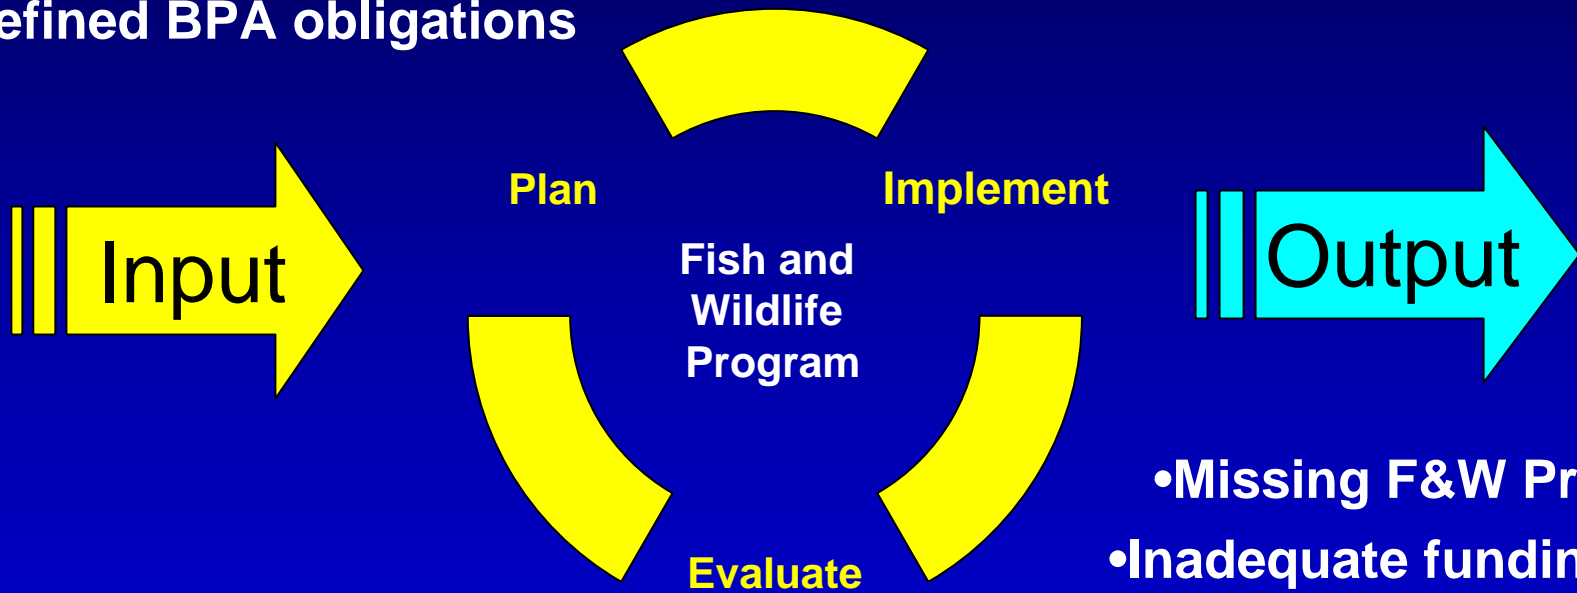 efined BPA obligations
Plan
Implement
Input
Fish and
Wildlife
Program
Output
•Missing F&W Pr
•Inadequate fundin
Evaluate